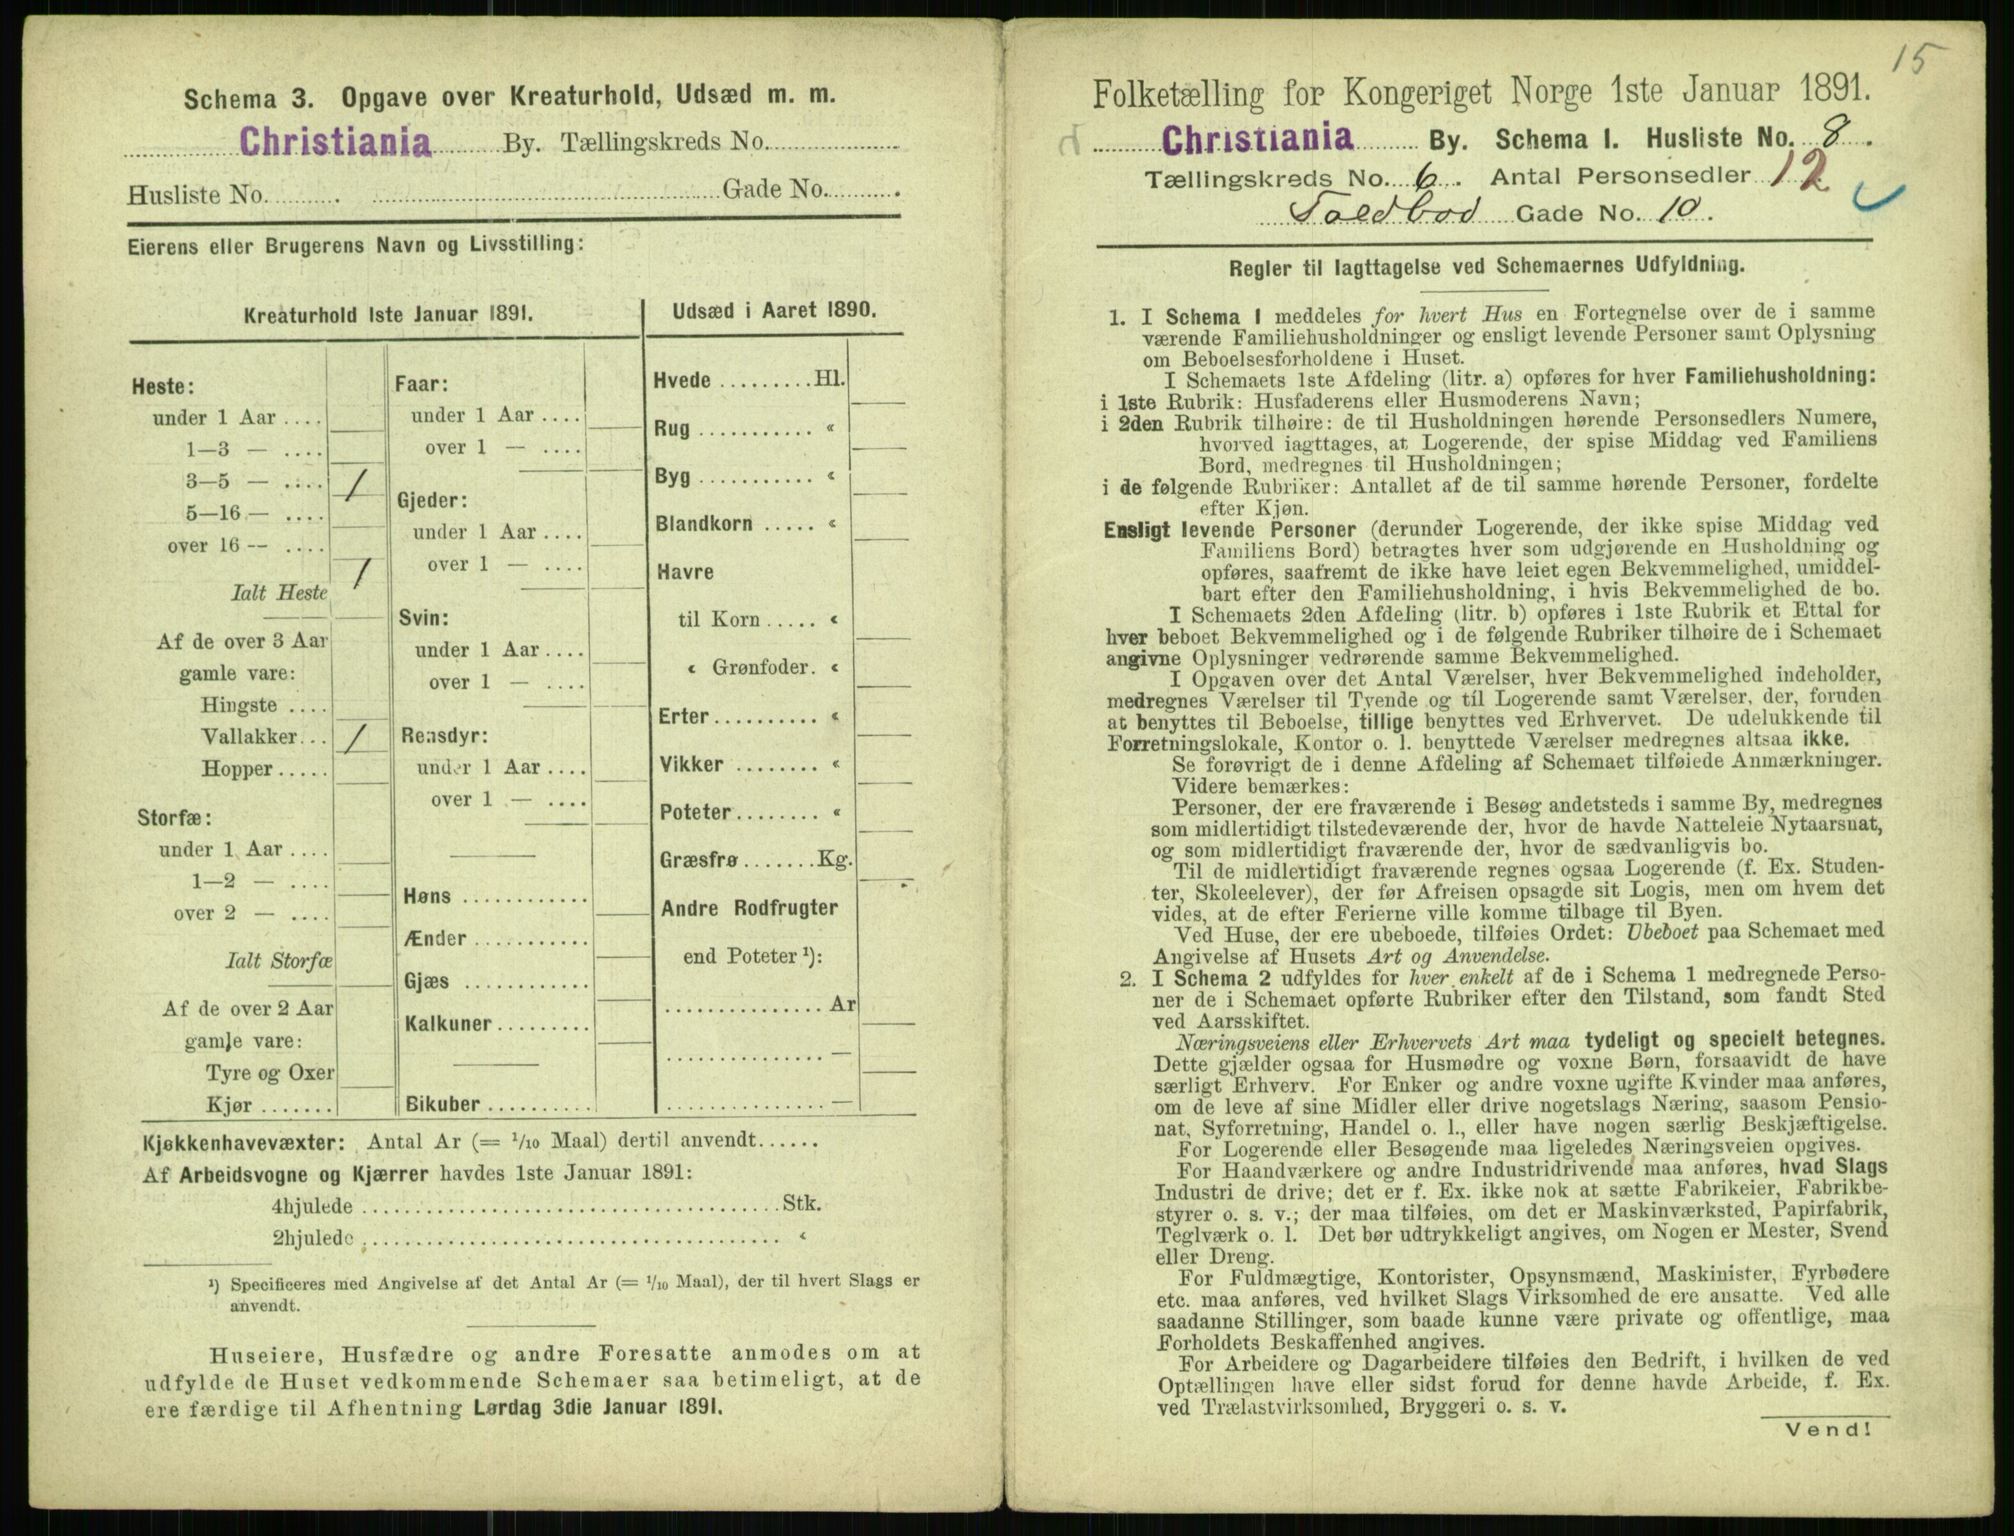 Schema 3. Opgave over Kreaturhold, Udsæd m. m.
Christiania By. Tællingskreds No.
Husliste No. Gade No.
Eierens eller Brugerens Navn og Livsstilling:
Kreaturhold 1ste Januar 1891.
Heste:
under 1 Aar
1—3 —
3—5 — 1
5—16 —
over 16 —
Ialt Heste 1
Af de over 3 Aar
gamle vare:
Hingste
Vallakker 1
Hopper
Storfæ:
under 1 Aar
1—2 —
over 2 —
Ialt Storfæ
Af de over 2 Aar
gamle vare:
Tyre og Oxer
Kjør
Faar:
under 1 Aar
over 1 —
Gjeder:
under 1 Aar
over 1 —
Svin:
under 1 Aar
over 1 —
Rensdyr:
under 1 Aar
over 1 —
Høns
Ænder
Gjæs
Kalkuner
Bikuber
Udsæd i Aaret 1890.
Hvede Hl.
Rug «
Byg «
Blandkorn «
Havre
til Korn «
« Grønfoder. «
Erter «
Vikker «
Poteter «
Græsfrø Kg.
Andre Rodfrugter
end Poteter ¹):
Ar
—
—
Kjøkkenhavevæxter: Antal Ar (= 1/10 Maal) dertil anvendt
Af Arbeidsvogne og Kjærrer havdes 1ste Januar 1891:
4hjulede Stk.
2hjulede «
¹) Specificeres med Angivelse af det Antal Ar (= 1/10 Maal), der til hvert Slags er
anvendt.
Huseiere, Husfædre og andre Foresatte anmodes om at
udfylde de Huset vedkommende Schemaer saa betimeligt, at de
ere færdige til Afhentning Lørdag 3die Januar 1891.
15
Folketælling for Kongeriget Norge 1ste Januar 1891.
Christiania By. Schema I. Husliste No. 8.
Tællingskreds No. 6. Antal Personsedler 12
Toldbod Gade No. 10.
Regler til Iagttagelse ved Schemaernes Udfyldning.
1. I Schema 1 meddeles for hvert Hus en Fortegnelse over de i samme
værende Familiehusholdninger og ensligt levende Personer samt Oplysning
om Beboelsesforholdene i Huset.
I Schemaets 1ste Afdeling (litr. a) opføres for hver Familiehusholdning:
i 1ste Rubrik: Husfaderens eller Husmoderens Navn;
i 2den Rubrik tilhøire: de til Husholdningen hørende Personsedlers Numere,
hvorved iagttages, at Logerende, der spise Middag ved Familiens
Bord, medregnes til Husholdningen;
i de følgende Rubriker: Antallet af de til samme hørende Personer, fordelte
efter Kjøn.
Ensligt levende Personer (derunder Logerende, der ikke spise Middag ved
Familiens Bord) betragtes hver som udgjørende en Husholdning og
opføres, saafremt de ikke have leiet egen Bekvemmelighed, umiddel-
bart efter den Familiehusholdning, i hvis Bekvemmelighed de bo.
I Schemaets 2den Afdeling (litr. b) opføres i 1ste Rubrik et Ettal for
hver beboet Bekvemmelighed og i de følgende Rubriker tilhøire de i Schemaet
angivne Oplysninger vedrørende samme Bekvemmelighed.
I Opgaven over det Antal Værelser, hver Bekvemmelighed indeholder,
medregnes Værelser til Tyende og til Logerende samt Værelser, der, foruden
at benyttes til Beboelse, tillige benyttes ved Erhvervet. De udelukkende til
Forretningslokale, Kontor o. l. benyttede Værelser medregnes altsaa ikke.
Se forøvrigt de i denne Afdeling af Schemaet tilføiede Anmærkninger.
Videre bemærkes:
Personer, der ere fraværende i Besøg andetsteds i samme By, medregnes
som midlertidigt tilstedeværende der, hvor de havde Natteleie Nytaarsnat,
og som midlertidigt fraværende der, hvor de sædvanligvis bo.
Til de midlertidigt fraværende regnes ogsaa Logerende (f. Ex. Studen-
ter, Skoleelever), der før Afreisen opsagde sit Logis, men om hvem det
vides, at de efter Ferierne ville komme tilbage til Byen.
Ved Huse, der ere ubeboede, tilføies Ordet: Ubeboet paa Schemaet med
Angivelse af Husets Art og Anvendelse.
2. I Schema 2 udfyldes for hver enkelt af de i Schema 1 medregnede Perso-
ner de i Schemaet opførte Rubriker efter den Tilstand, som fandt Sted
ved Aarsskiftet.
Næringsveiens eller Erhvervets Art maa tydeligt og specielt betegnes.
Dette gjælder ogsaa for Husmødre og voxne Børn, forsaavidt de have
særligt Erhverv. For Enker og andre voxne ugifte Kvinder maa anføres,
om de leve af sine Midler eller drive nogetslags Næring, saasom Pensio-
nat, Syforretning, Handel o. l., eller have nogen særlig Beskjæftigelse.
For Logerende eller Besøgende maa ligeledes Næringsveien opgives.
For Haandværkere og andre Industridrivende maa anføres, hvad Slags
Industri de drive; det er f. Ex. ikke nok at sætte Fabrikeier, Fabrikbe-
styrer o. s. v.; der maa tilføies, om det er Maskinværksted, Papirfabrik,
Teglværk o. l. Det bør udtrykkeligt angives, om Nogen er Mester, Svend
eller Dreng.
For Fuldmægtige, Kontorister, Opsynsmænd, Maskinister, Fyrbødere
etc. maa anføres, ved hvilket Slags Virksomhed de ere ansatte. Ved alle
saadanne Stillinger, som baade kunne være private og offentlige, maa
Forholdets Beskaffenhed angives.
For Arbeidere og Dagarbeidere tilføies den Bedrift, i hvilken de ved
Optællingen have eller sidst forud for denne havde Arbeide, f. Ex.
ved Trælastvirksomhed, Bryggeri o. s. v.
Vend!